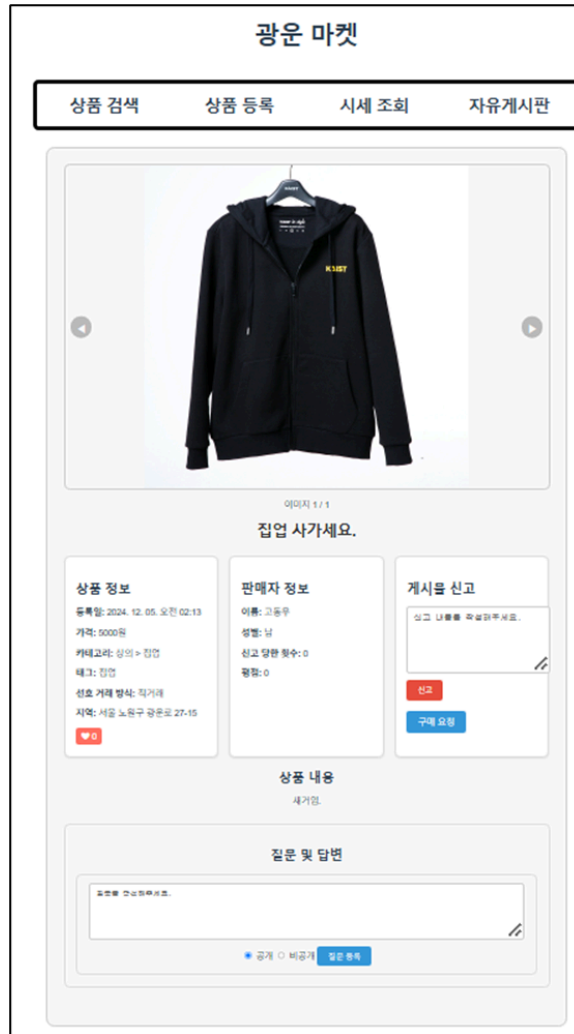 광운 마켓
상품 검색 상품 등록 시세 조회 자유게시판
KAIST
KAIST
이미지 1 / 1
집업 사가세요.
상품 정보
등록일: 2024. 12. 05. 오전 02:13
가격: 5000원
카테고리: 상의 > 집업
태그: 집업
선호 거래 방식: 직거래
지역: 서울 노원구 광운로 27-15
0
판매자 정보
이름: 고동우
성별: 남
신고 당한 횟수: 0
평점: 0
게시물 신고
신고 내용을 작성해주세요.
신고
구매 요청
상품 내용
새거임.
질문 및 답변
질문을 작성해주세요.
공개 비공개 질문 등록